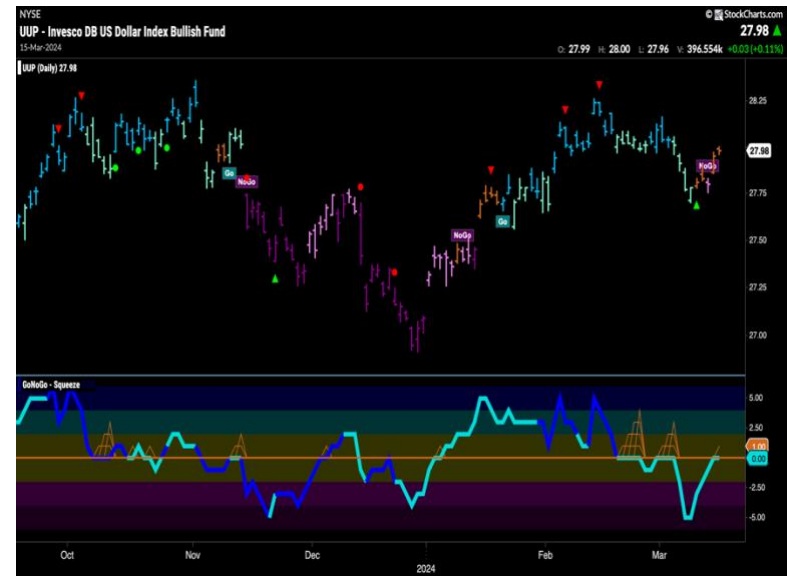 NYSE
© StockCharts.com
UUP - Invesco DB US Dollar Index Bullish Fund
27.98
15-Mar-2024
O: 27.99 H: 28.00 L: 27.96 V: 396.554k +0.03 (+0.11%)
UUP (Daily) 27.98
28.25
27.98
27.75
27.50
27.25
27.00
Go
NoGo
NoGo
Go
NoGo
GoNoGo - Squeeze
5.00
2.50
1.00
0.00
-2.50
-5.00
Oct
Nov
Dec
2024
Feb
Mar